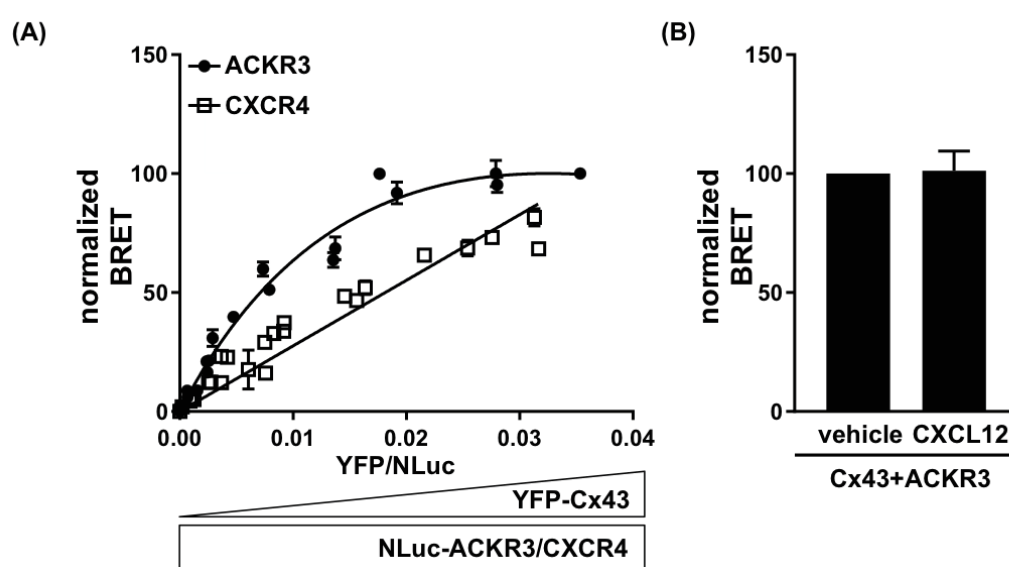 (A)
normalized
BRET
150
100
50
0
ACKR3
CXCR4
0.00 0.01 0.02 0.03 0.04
YFP/NLuc
YFP-Cx43
NLuc-ACKR3/CXCR4
(B)
normalized
BRET
150
100
50
0
vehicle CXCL12
Cx43+ACKR3